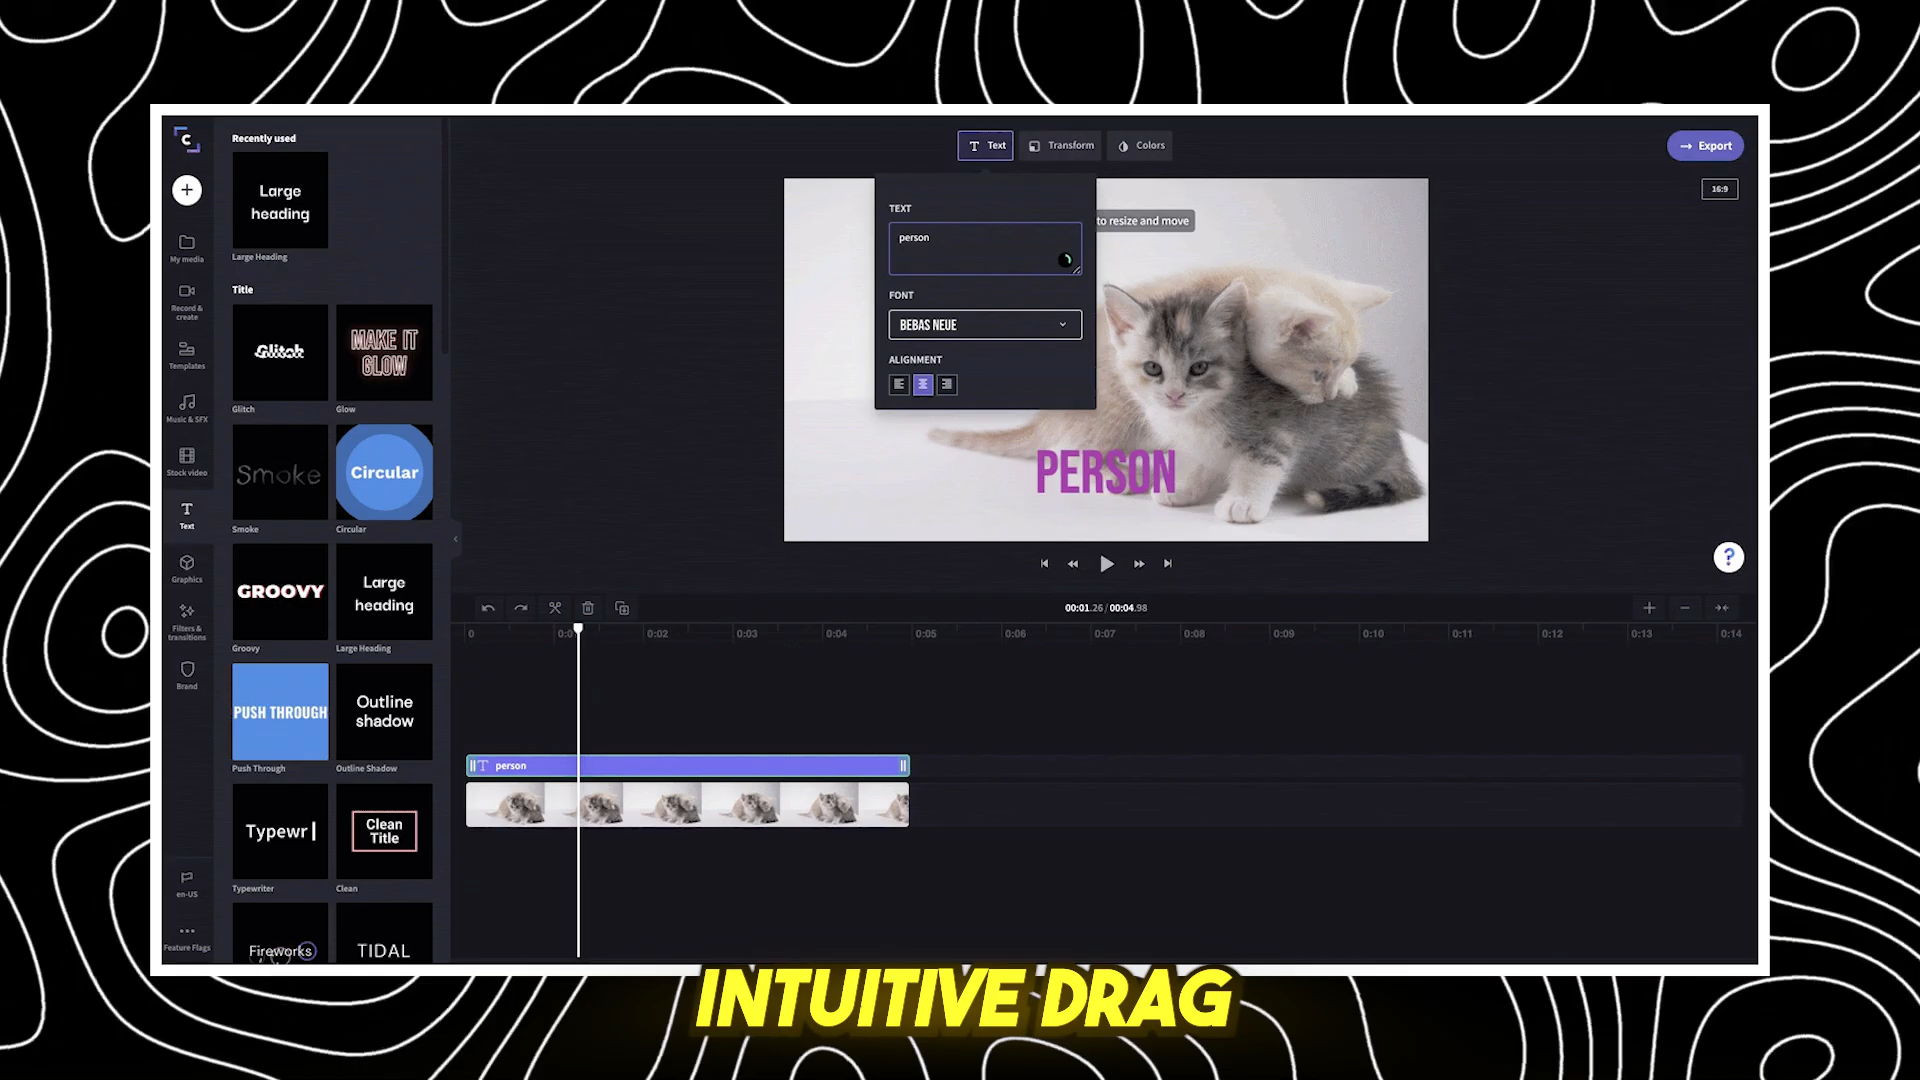 C
Recently used
Large
heading
Large Heading
Title
Glitch
MAKE IT
GLOW
Glitch
Glow
Smoke
Circular
Smoke
Circular
GROOVY
Large
heading
Groovy
Large Heading
PUSH THROUGH
Outline
shadow
Push Through
Outline Shadow
Typewr
Clean
Title
Typewriter
Clean
Fireworks
TIDAL
My media
Record &
create
Templates
Music & SFX
Stock video
Text
Graphics
Filters &
transitions
Brand
en-US
Feature Flags
Text
Transform
Colors
Export
16:9
TEXT
person
FONT
BEBAS NEUE
ALIGNMENT
to resize and move
PERSON
?
00:01.26 / 00:04.98
0
0:0
0:02
0:03
0:04
0:05
0:06
0:07
0:08
0:09
0:10
0:11
0:12
0:13
0:14
T person
INTUITIVE DRAG